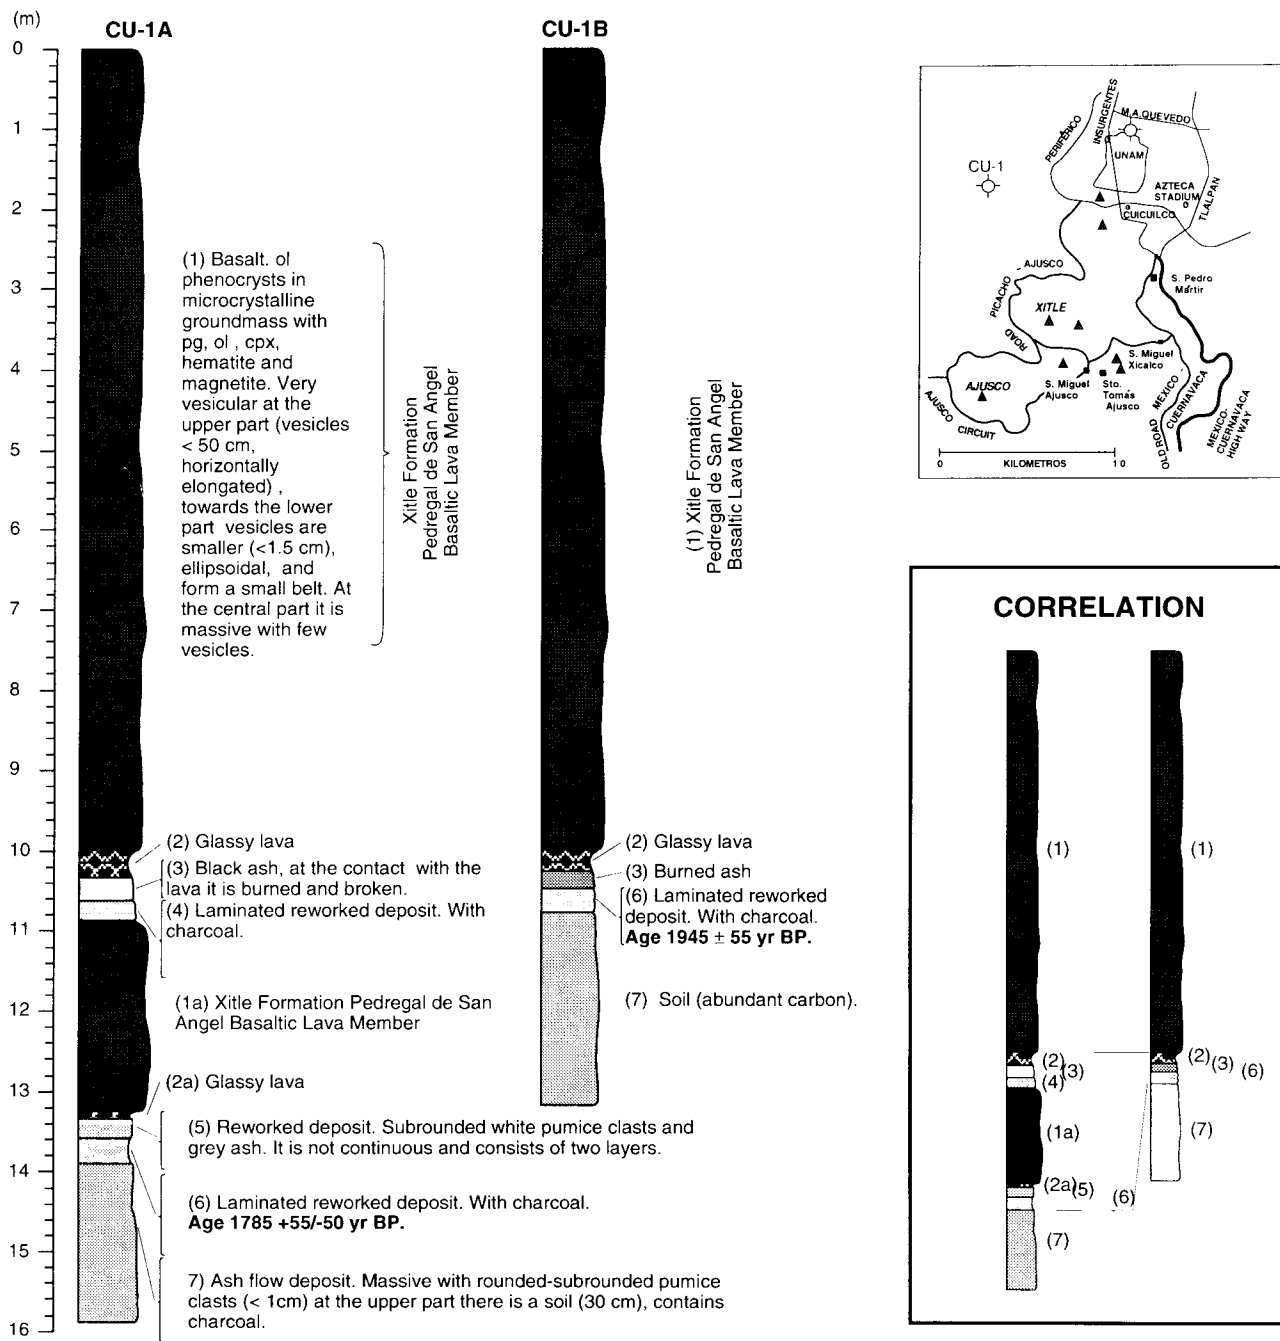 (m)
0
1
2
3
4
5
6
7
8
9
10
11
12
13
14
15
16
CU-1A
(1) Basalt. of
phenocrysts in
microcrystalline
groundmass with
pg, ol , cpx,
hematite and
magnetite. Very
vesicular at the
upper part (vesicles
< 50 cm,
horizontally
elongated) ,
towards the lower
part vesicles are
smaller (<1.5 cm),
ellipsoidal, and
form a small belt. At
the central part it is
massive with few
vesicles.
Xitle Formation
Pedregal de San Angel
Basaltic Lava Member
(2) Glassy lava
(3) Black ash, at the contact with the
lava it is burned and broken.
(4) Laminated reworked deposit. With
charcoal.
(1a) Xitle Formation Pedregal de San
Angel Basaltic Lava Member
(2a) Glassy lava
(5) Reworked deposit. Subrounded white pumice clasts and
grey ash. It is not continuous and consists of two layers.
(6) Laminated reworked deposit. With charcoal.
Age 1785 +55/-50 yr BP.
7) Ash flow deposit. Massive with rounded-subrounded pumice
clasts (< 1cm) at the upper part there is a soil (30 cm), contains
charcoal.
CU-1B
(1) Xitle Formation
Pedregal de San Angel
Basaltic Lava Member
(2) Glassy lava
(3) Burned ash
(6) Laminated reworked
deposit. With charcoal.
Age 1945 ± 55 yr BP.
(7) Soil (abundant carbon).
CU-1
PERIFÉRICO
INSURGENTES
M.A.QUEVEDO
UNAM
AZTECA
STADIUM
TLALPAN
CUICUILCO
AJUSCO
PICACHO
ROAD
XITLE
S. Pedro
Mártir
S. Miguel
Xicalco
AJUSCO
S. Miguel
Ajusco
Sto.
Tomás
Ajusco
AJUSCO
CIRCUIT
OLD ROAD
MEXICO
CUERNAVACA
MEXICO-
CUERNAVACA
HIGH WAY
0
KILOMETROS
10
CORRELATION
(1)
(1)
(2)
(3)
(4)
(1a)
(2a)
(5)
(6)
(7)
(2)
(3)
(6)
(7)